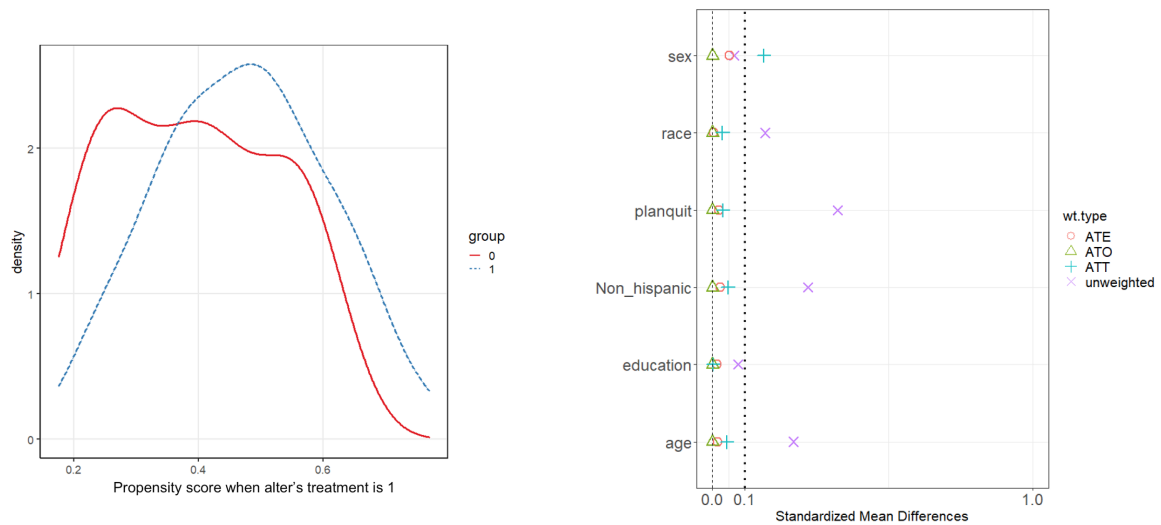 density
2
1
0
0.2
0.4
0.6
Propensity score when alter's treatment is 1
group
0
1
sex
race
planquit
Non_hispanic
education
age
0.0
0.1
1.0
Standardized Mean Differences
wt.type
ATE
ATO
ATT
unweighted